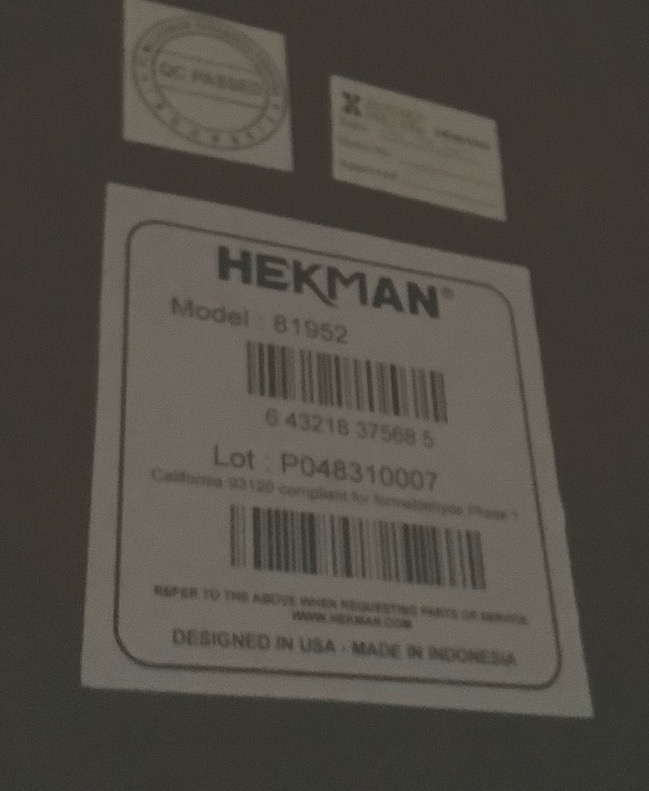 QC PASSED
HEKMAN®
Model : 81952
6 43218 37568 5
Lot : P048310007
California 93120 compliant for formaldehyde Phase 1
REFER TO THE ABOVE WHEN REQUESTING PARTS OR SERVICE
WWW.HEKMAN.COM
DESIGNED IN USA - MADE IN INDONESIA